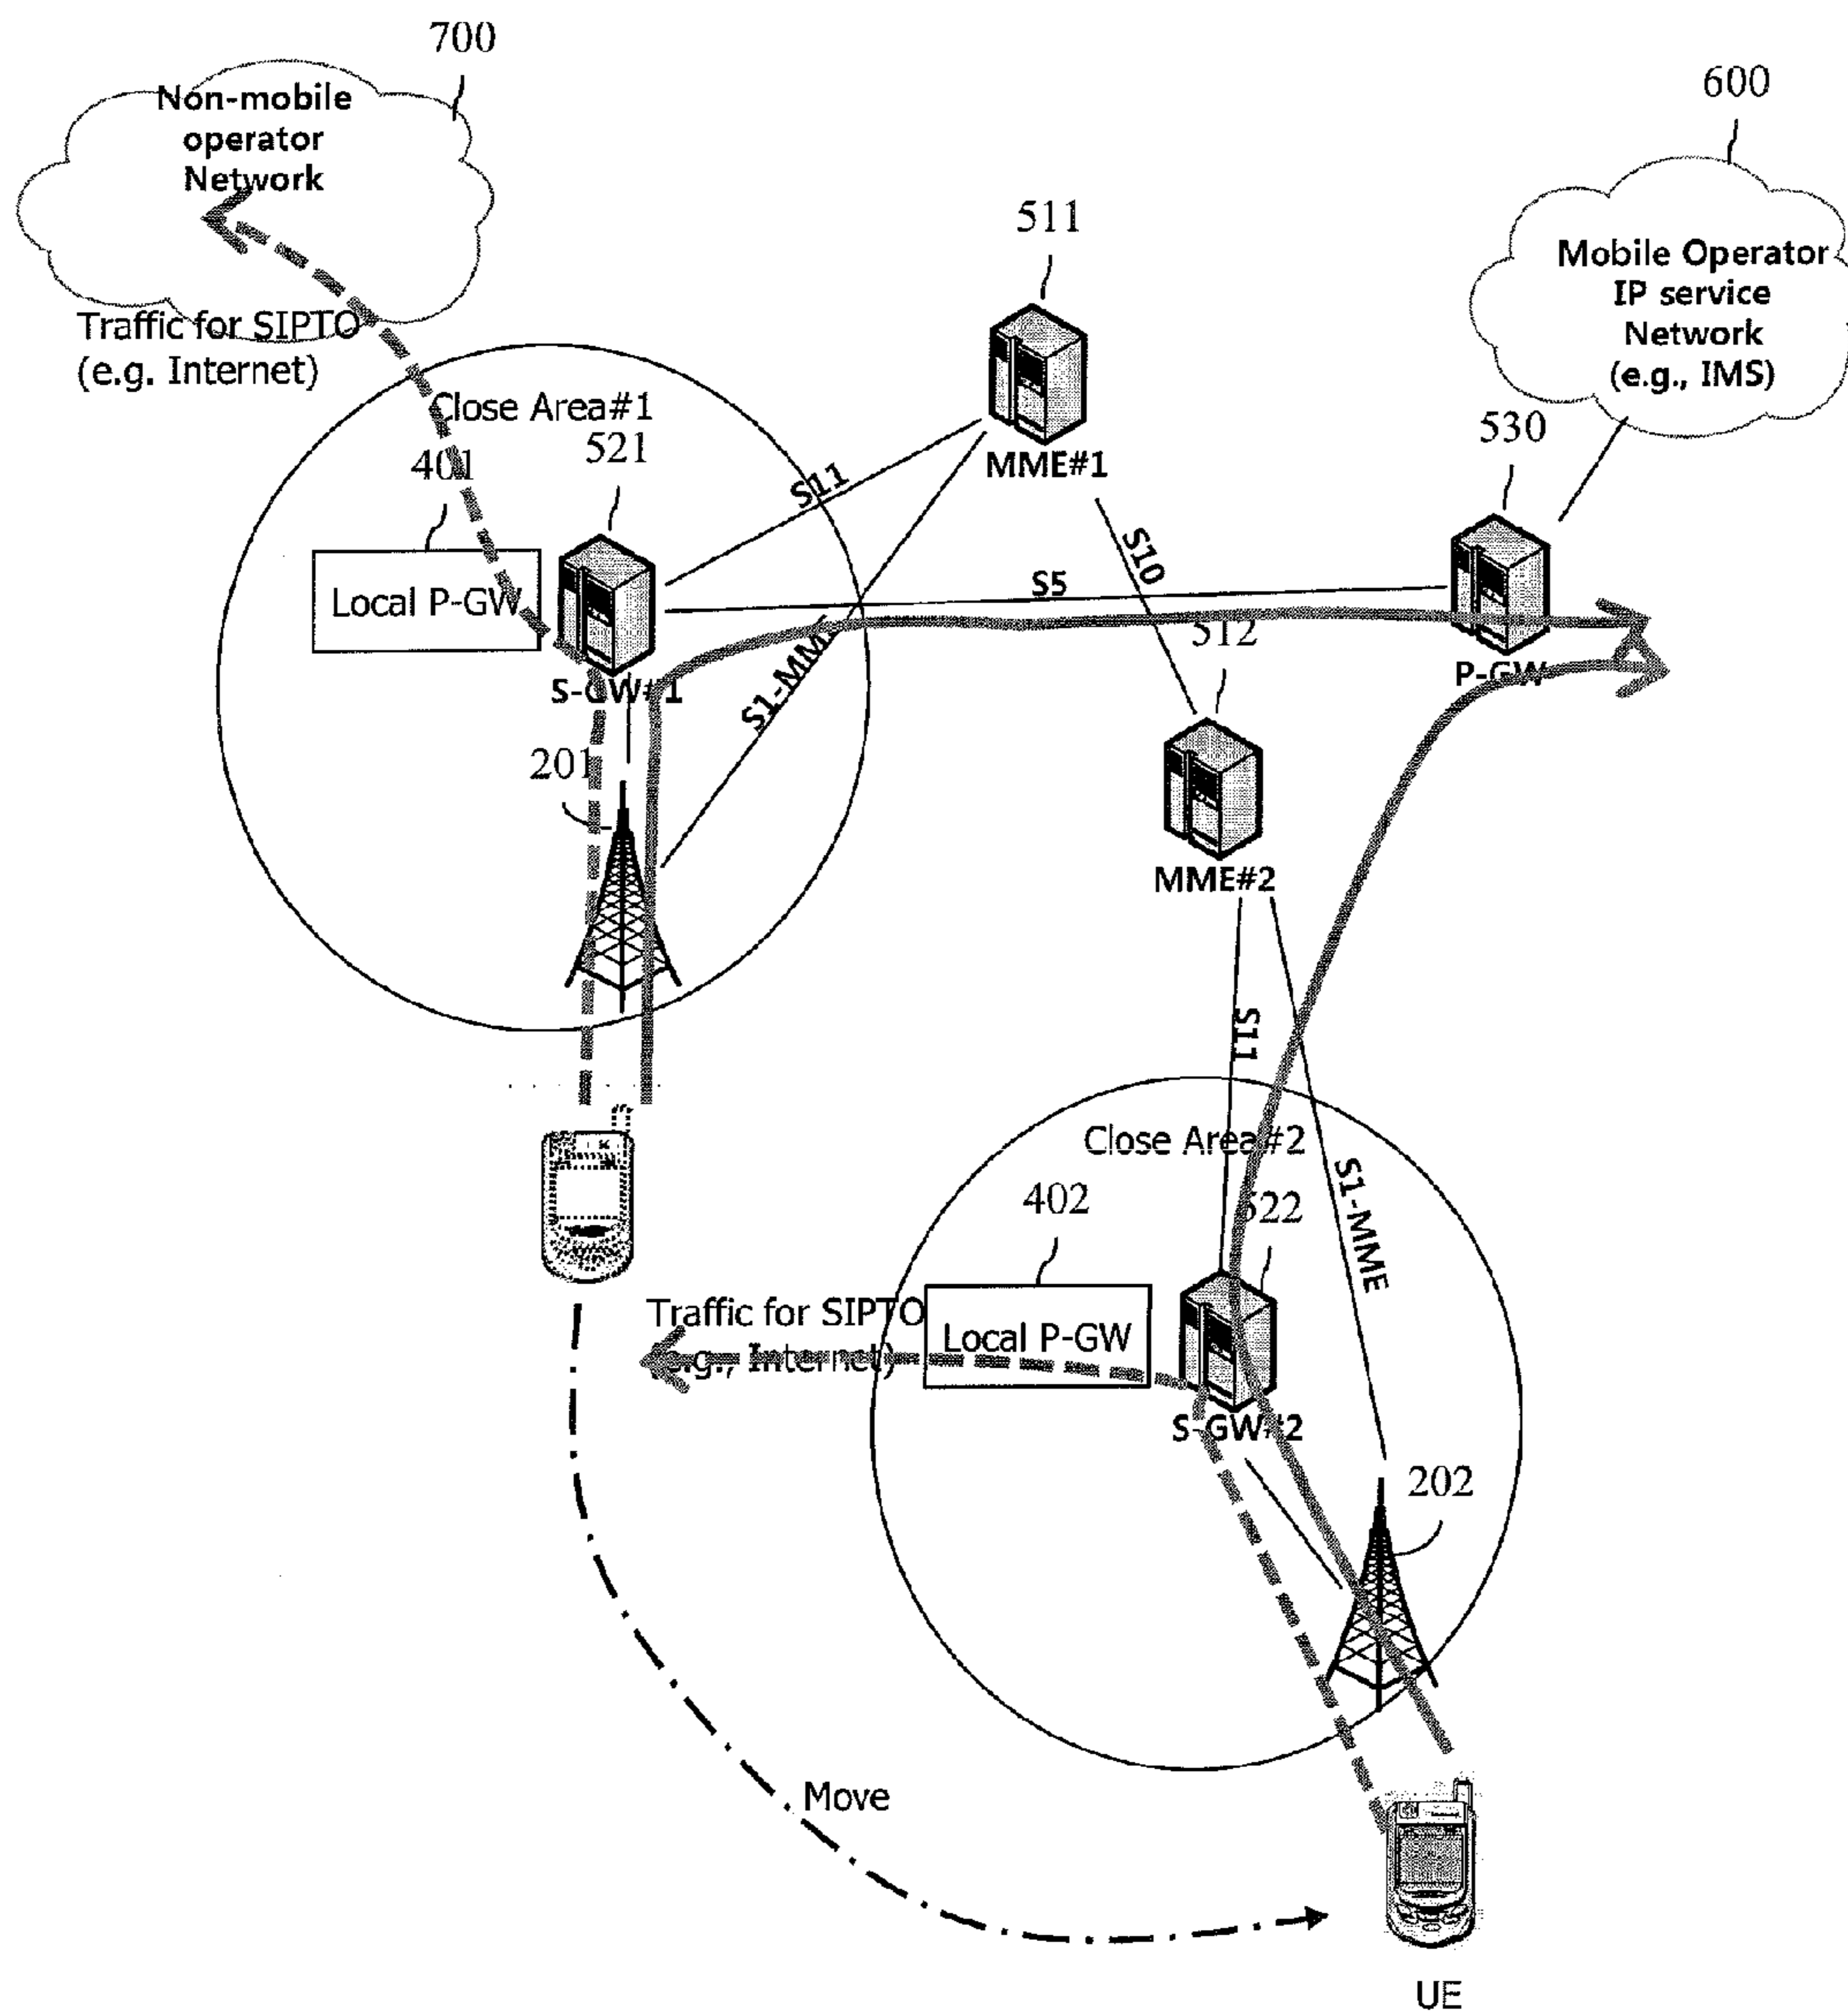 700
Non-mobile
operator
Network
600
511
Mobile Operator
IP service
Network
(e.g., IMS)
Traffic for SIPTO
(e.g. Internet)
Close Area#1
521
401
MME#1
530
S11
S10
Local P-GW
S5
512
S-GW#1
S1-MME
P-GW
201
MME#2
S11
Close Area#2
402
522
S1-MME
Traffic for SIPTO
(e.g., Internet)
Local P-GW
S-GW#2
202
Move
UE